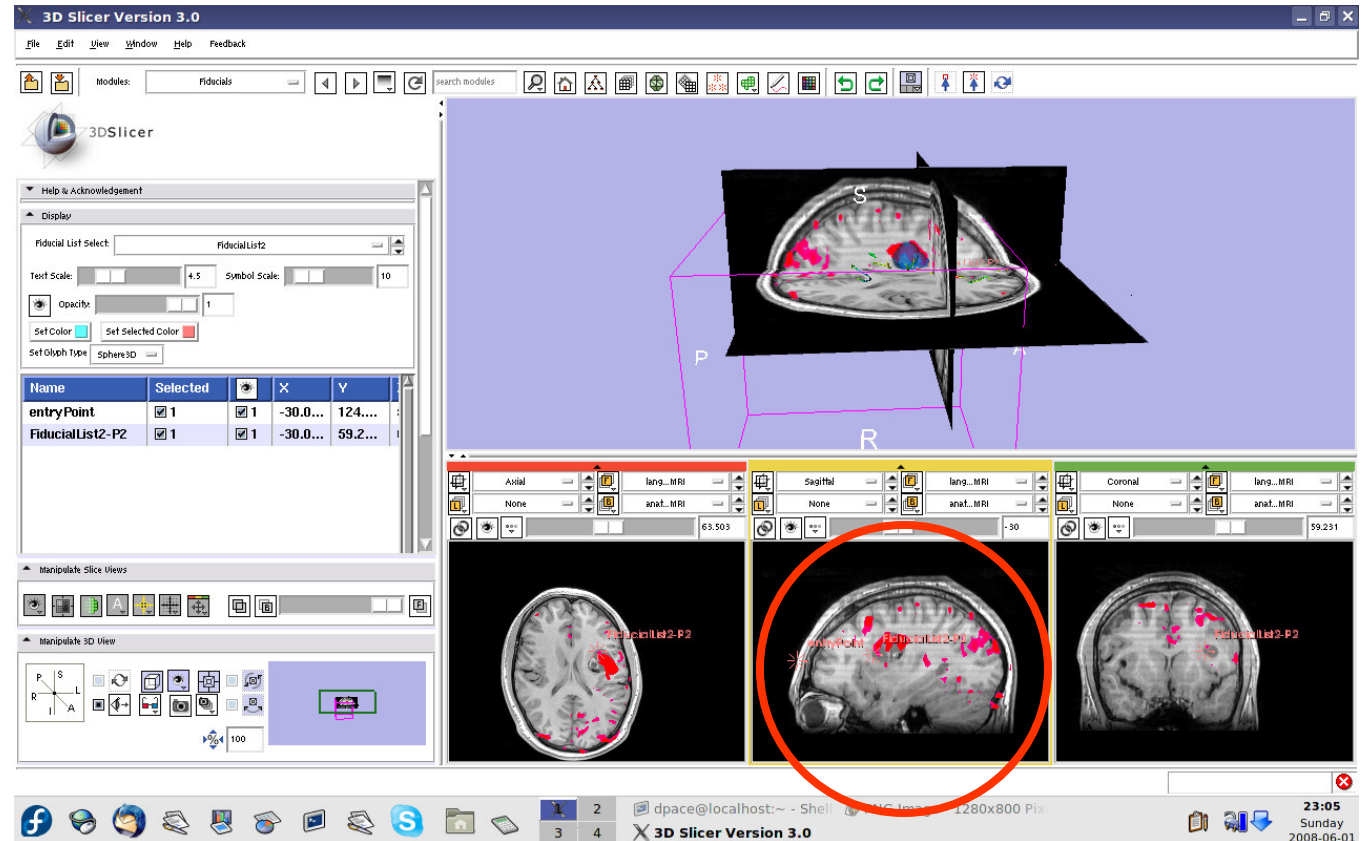 3D Slicer Version 3.0
File Edit View Window Help Feedback
Modules: Fiducials search modules
3DSlicer
Help & Acknowledgement
Display
Fiducial List Select: FiducialList2
Text Scale: 4.5 Symbol Scale: 10
Opacity: 1
Set Color Set Selected Color
Set Glyph Type Sphere3D
Name Selected X Y
entryPoint 1 1 -30.0... 124....
FiducialList2-P2 1 1 -30.0... 59.2...
Manipulate Slice Views
A B F
Manipulate 3D View
P S
R L
I A
100
S
P A
R
Axial F lang...MRI
L None B anat...MRI
63.503
FiducialList2-P2
Sagittal F lang...MRI
L None B anat...MRI
-30
entryPoint
Coronal F lang...MRI
L None B anat...MRI
59.231
FiducialList2-P2
1 2
3 4
dpace@localhost:~ - Shell PNG Image - 1280x800 Pix
3D Slicer Version 3.0
23:05
Sunday
2008-06-01